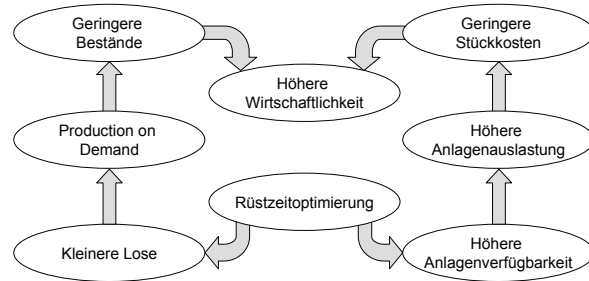 Geringere
Bestände
Geringere
Stückkosten
Höhere
Wirtschaftlichkeit
Production on
Demand
Höhere
Anlagenauslastung
Rüstzeitoptimierung
Kleinere Lose
Höhere
Anlagenverfügbarkeit